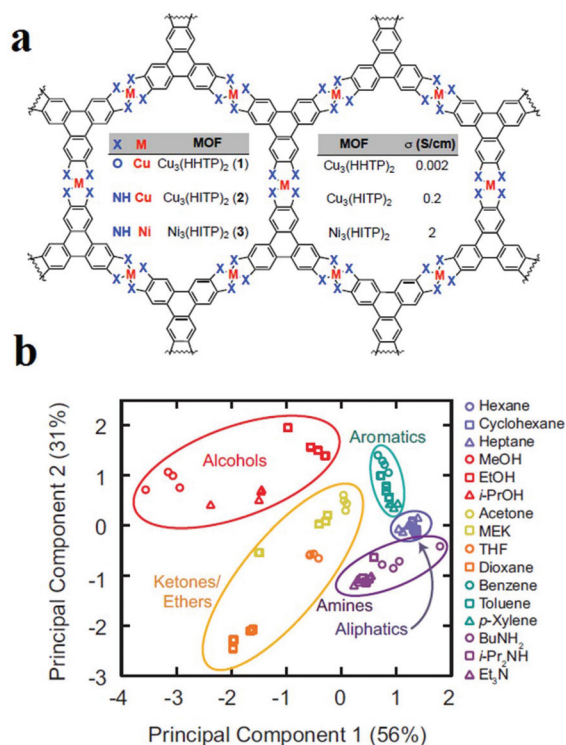 a
X M MOF
O Cu Cu₃(HHTP)₂ (1)
NH Cu Cu₃(HITP)₂ (2)
NH Ni Ni₃(HITP)₂ (3)
MOF σ (S/cm)
Cu₃(HHTP)₂ 0.002
Cu₃(HITP)₂ 0.2
Ni₃(HITP)₂ 2
X X M X X
X X M X X
X X M X X
X X M X X
X X M X X
X X M X X
X X M X X
X X M X X
X X M X X
X X M X X
X X M X X
b
Principal Component 2 (31%)
2
1
0
-1
-2
-3
-4 -3 -2 -1 0 1 2
Principal Component 1 (56%)
Alcohols
Aromatics
Ketones/
Ethers
Amines
Aliphatics
Hexane
Cyclohexane
Heptane
MeOH
EtOH
i-PrOH
Acetone
MEK
THF
Dioxane
Benzene
Toluene
p-Xylene
BuNH₂
i-Pr₂NH
Et₃N